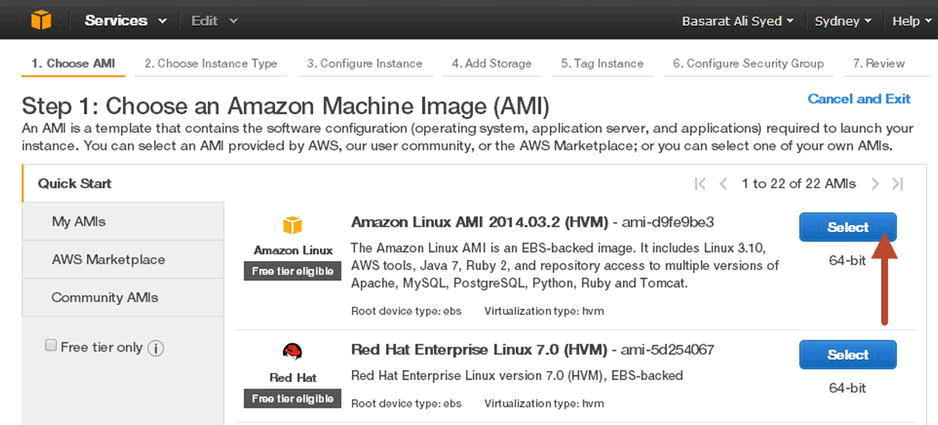 Services Edit Basarat Ali Syed Sydney Help
1. Choose AMI 2. Choose Instance Type 3. Configure Instance 4. Add Storage 5. Tag Instance 6. Configure Security Group 7. Review
Step 1: Choose an Amazon Machine Image (AMI)
Cancel and Exit
An AMI is a template that contains the software configuration (operating system, application server, and applications) required to launch your
instance. You can select an AMI provided by AWS, our user community, or the AWS Marketplace; or you can select one of your own AMIs.
Quick Start
My AMIs
AWS Marketplace
Community AMIs
Free tier only i
1 to 22 of 22 AMIs
Amazon Linux
Free tier eligible
Amazon Linux AMI 2014.03.2 (HVM) - ami-d9fe9be3
The Amazon Linux AMI is an EBS-backed image. It includes Linux 3.10,
AWS tools, Java 7, Ruby 2, and repository access to multiple versions of
Apache, MySQL, PostgreSQL, Python, Ruby and Tomcat.
Root device type: ebs Virtualization type: hvm
Select
64-bit
Red Hat
Free tier eligible
Red Hat Enterprise Linux 7.0 (HVM) - ami-5d254067
Red Hat Enterprise Linux version 7.0 (HVM), EBS-backed
Root device type: ebs Virtualization type: hvm
Select
64-bit